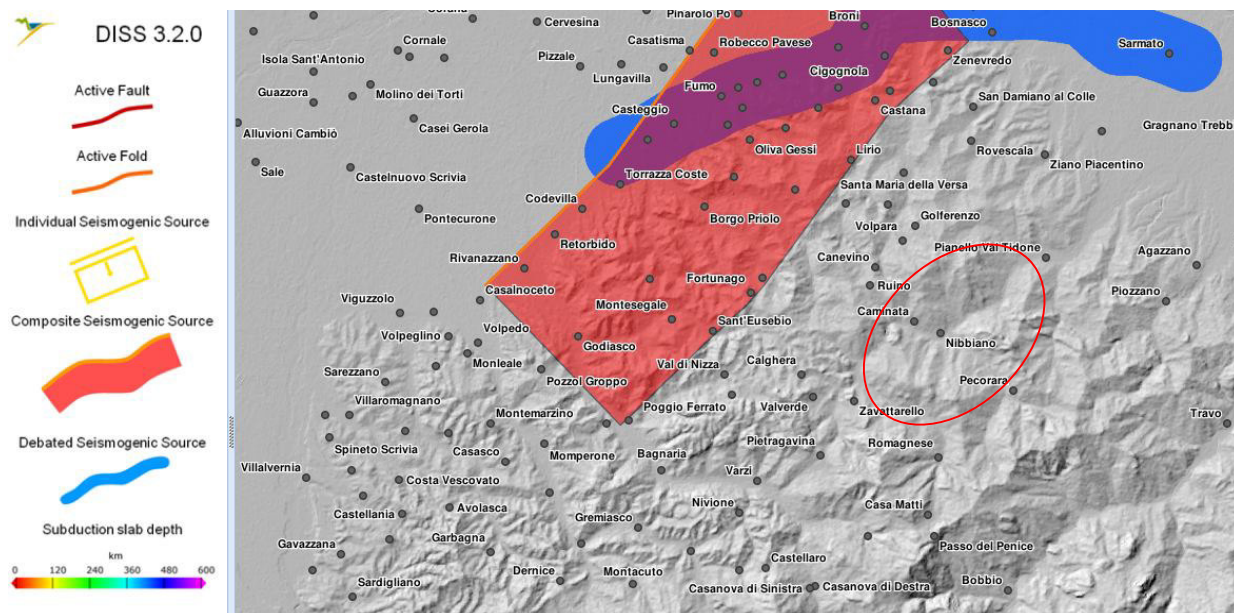 DISS 3.2.0
Active Fault
Active Fold
Individual Seismogenic Source
Composite Seismogenic Source
Debated Seismogenic Source
Subduction slab depth
km
0 120 240 360 480 600
Cervesina
Pinarolo Po
Broni
Bosnasco
Cornale
Casatisma
Robecco Pavese
Sarmato
Isola Sant'Antonio
Pizzale
Lungavilla
Cigognola
Zenevredo
Guazzora
Molino dei Torti
Fumo
Casteggio
Castana
San Damiano al Colle
Alluvioni Cambiò
Casei Gerola
Gragnano Trebb
Oliva Gessi
Lirio
Rovescala
Ziano Piacentino
Sale
Castelnuovo Scrivia
Torrazza Coste
Santa Maria della Versa
Codevilla
Pontecurone
Borgo Priolo
Golferenzo
Volpara
Retorbido
Pianello Val Tidone
Rivanazzano
Canevino
Agazzano
Fortunago
Ruino
Casalnoceto
Viguzzolo
Montesegale
Caminata
Piozzano
Volpeglino
Volpedo
Sant'Eusebio
Godiasco
Nibbiano
Monleale
Val di Nizza
Calghera
Sarezzano
Pozzol Groppo
Pecorara
Villaromagnano
Montemarzino
Poggio Ferrato
Valverde
Zavattarello
Travo
Spineto Scrivia
Casasco
Momperone
Bagnaria
Pietragavina
Romagnese
Villalvernia
Costa Vescovato
Varzi
Castellania
Avolasca
Gremiasco
Nivione
Casa Matti
Gavazzana
Garbagna
Passo del Penice
Castellaro
Sardigliano
Dernice
Montacuto
Casanova di Sinistra
Casanova di Destra
Bobbio